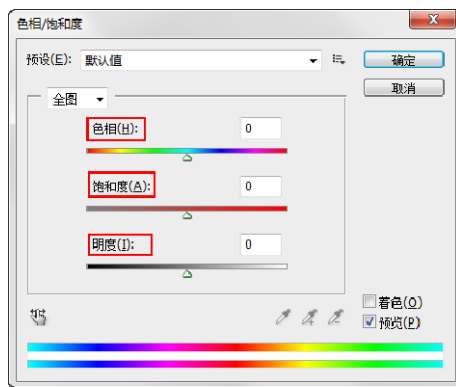 色相/饱和度
预设(E): 默认值
确定
取消
全图
色相(H): 0
饱和度(A): 0
明度(I): 0
着色(O)
预览(P)